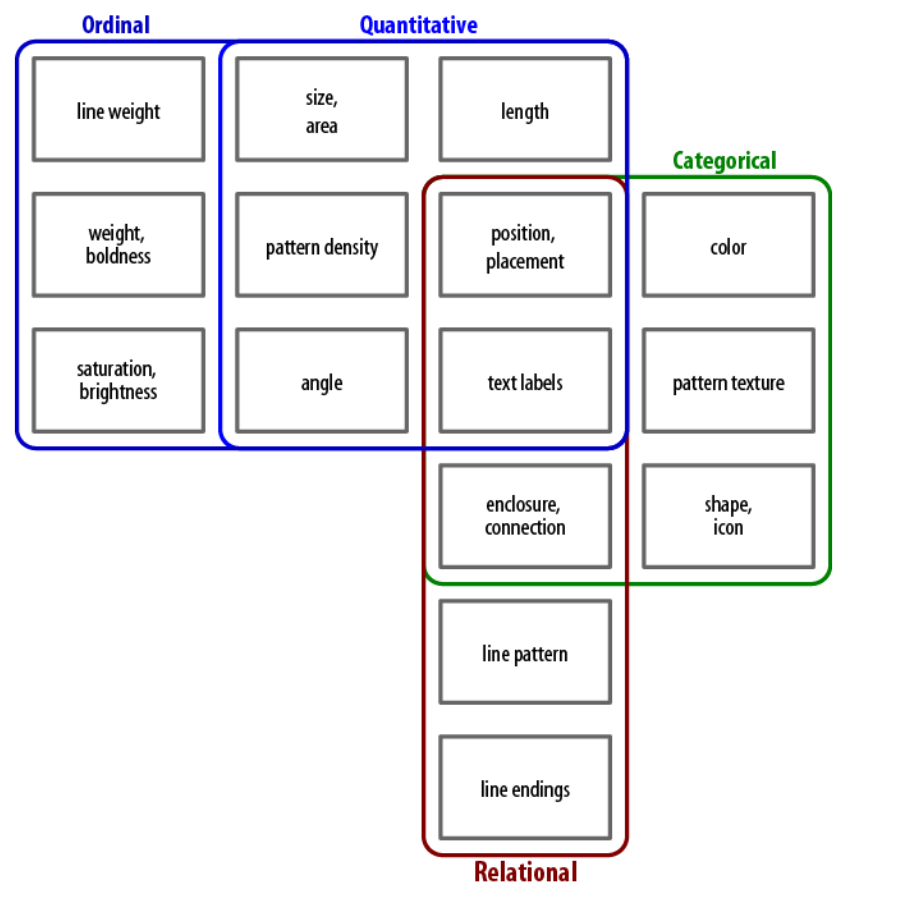 Ordinal
Quantitative
line weight
size,
area
length
Categorical
weight,
boldness
pattern density
position,
placement
color
saturation,
brightness
angle
text labels
pattern texture
enclosure,
connection
shape,
icon
line pattern
line endings
Relational